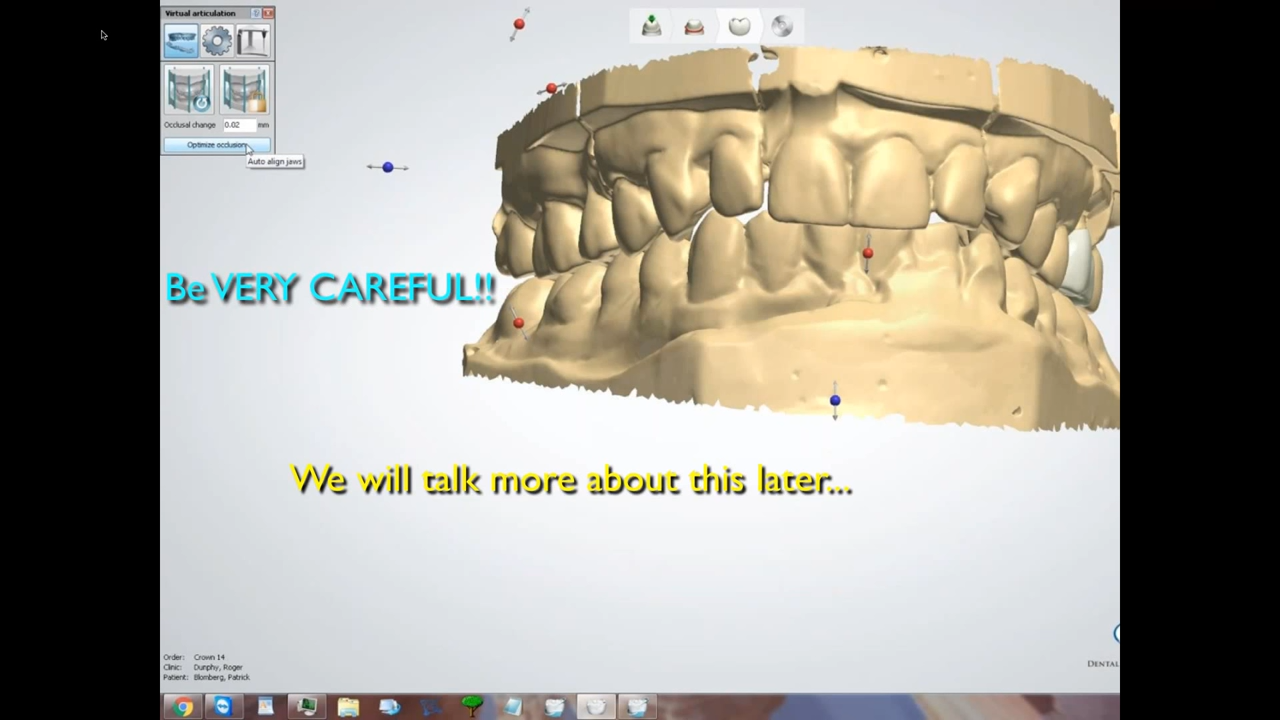 Virtual articulation
Occlusal change 0.02 mm
Optimize occlusion
Auto align jaws
Be VERY CAREFUL!!
We will talk more about this later...
Order: Crown 14
Clinic: Dunphy, Roger
Patient: Blomberg, Patrick
DENTAL